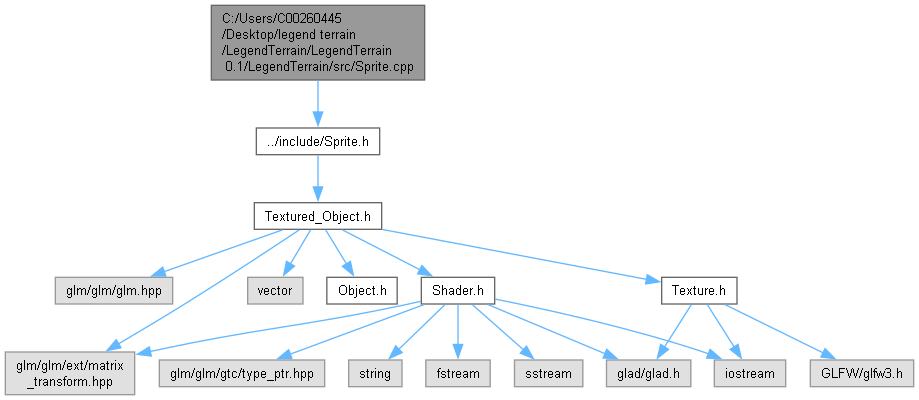 C:/Users/C00260445
/Desktop/legend terrain
/LegendTerrain/LegendTerrain
0.1/LegendTerrain/src/Sprite.cpp
../include/Sprite.h
Textured_Object.h
glm/glm/glm.hpp
vector
Object.h
Shader.h
Texture.h
glm/glm/ext/matrix
_transform.hpp
glm/glm/gtc/type_ptr.hpp
string
fstream
sstream
glad/glad.h
iostream
GLFW/glfw3.h